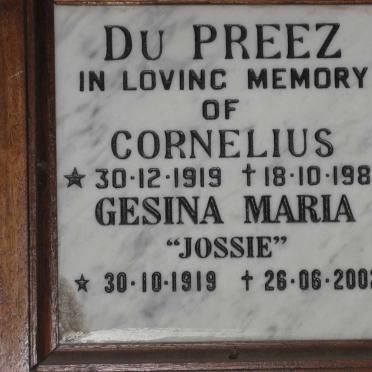 DU PREEZ
IN LOVING MEMORY
OF
CORNELIUS
★ 30·12·1919 † 18·10·198
GESINA MARIA
"JOSSIE"
★ 30·10·1919 † 26·06·200